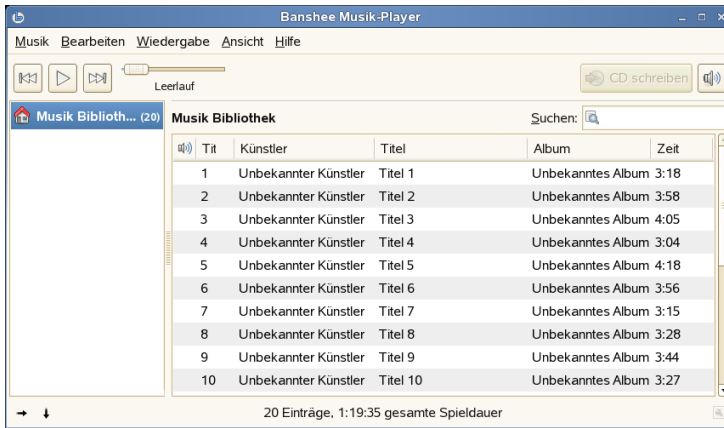 Banshee Musik-Player
Musik Bearbeiten Wiedergabe Ansicht Hilfe
Leerlauf
CD schreiben
Musik Biblioth... (20)
Musik Bibliothek
Suchen:
Tit Künstler Titel Album Zeit
1 Unbekannter Künstler Titel 1 Unbekanntes Album 3:18
2 Unbekannter Künstler Titel 2 Unbekanntes Album 3:58
3 Unbekannter Künstler Titel 3 Unbekanntes Album 4:05
4 Unbekannter Künstler Titel 4 Unbekanntes Album 3:04
5 Unbekannter Künstler Titel 5 Unbekanntes Album 4:18
6 Unbekannter Künstler Titel 6 Unbekanntes Album 3:56
7 Unbekannter Künstler Titel 7 Unbekanntes Album 3:15
8 Unbekannter Künstler Titel 8 Unbekanntes Album 3:28
9 Unbekannter Künstler Titel 9 Unbekanntes Album 3:44
10 Unbekannter Künstler Titel 10 Unbekanntes Album 3:27
20 Einträge, 1:19:35 gesamte Spieldauer